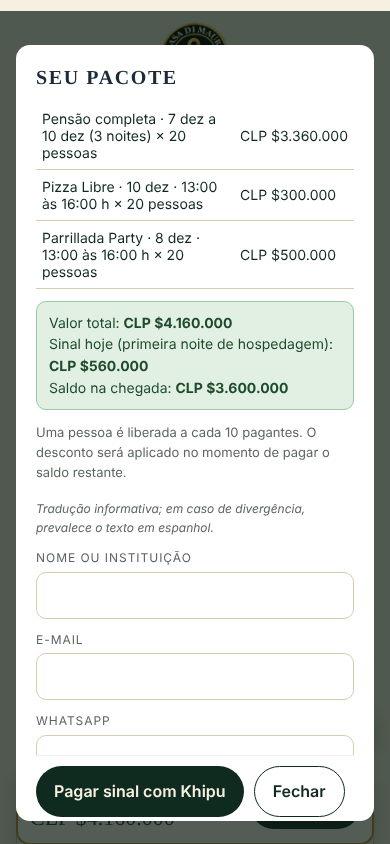 SEU PACOTE
Pensão completa · 7 dez a
10 dez (3 noites) × 20
pessoas
CLP $3.360.000
Pizza Libre · 10 dez · 13:00
às 16:00 h × 20 pessoas
CLP $300.000
Parrillada Party · 8 dez ·
13:00 às 16:00 h × 20
pessoas
CLP $500.000
Valor total: CLP $4.160.000
Sinal hoje (primeira noite de hospedagem):
CLP $560.000
Saldo na chegada: CLP $3.600.000
Uma pessoa é liberada a cada 10 pagantes. O
desconto será aplicado no momento de pagar o
saldo restante.
Tradução informativa; em caso de divergência,
prevalece o texto em espanhol.
NOME OU INSTITUIÇÃO
E-MAIL
WHATSAPP
Pagar sinal com Khipu
Fechar